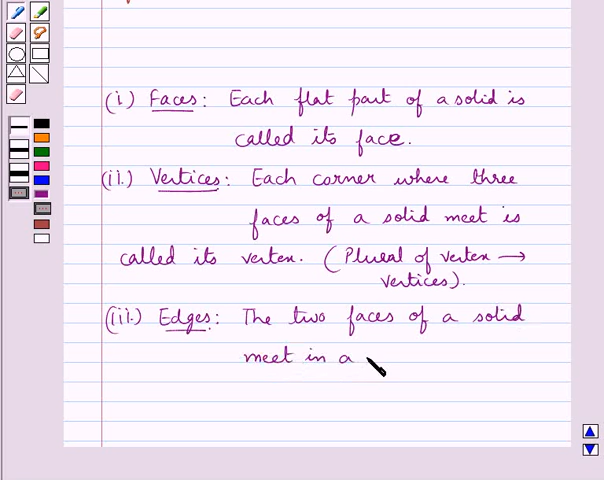 (i.) Faces: Each flat part of a solid is
called its face.
(ii.) Vertices: Each corner where three
faces of a solid meet is
called its vertex. (Plural of vertex →
vertices).
(iii.) Edges: The two faces of a solid
meet in a